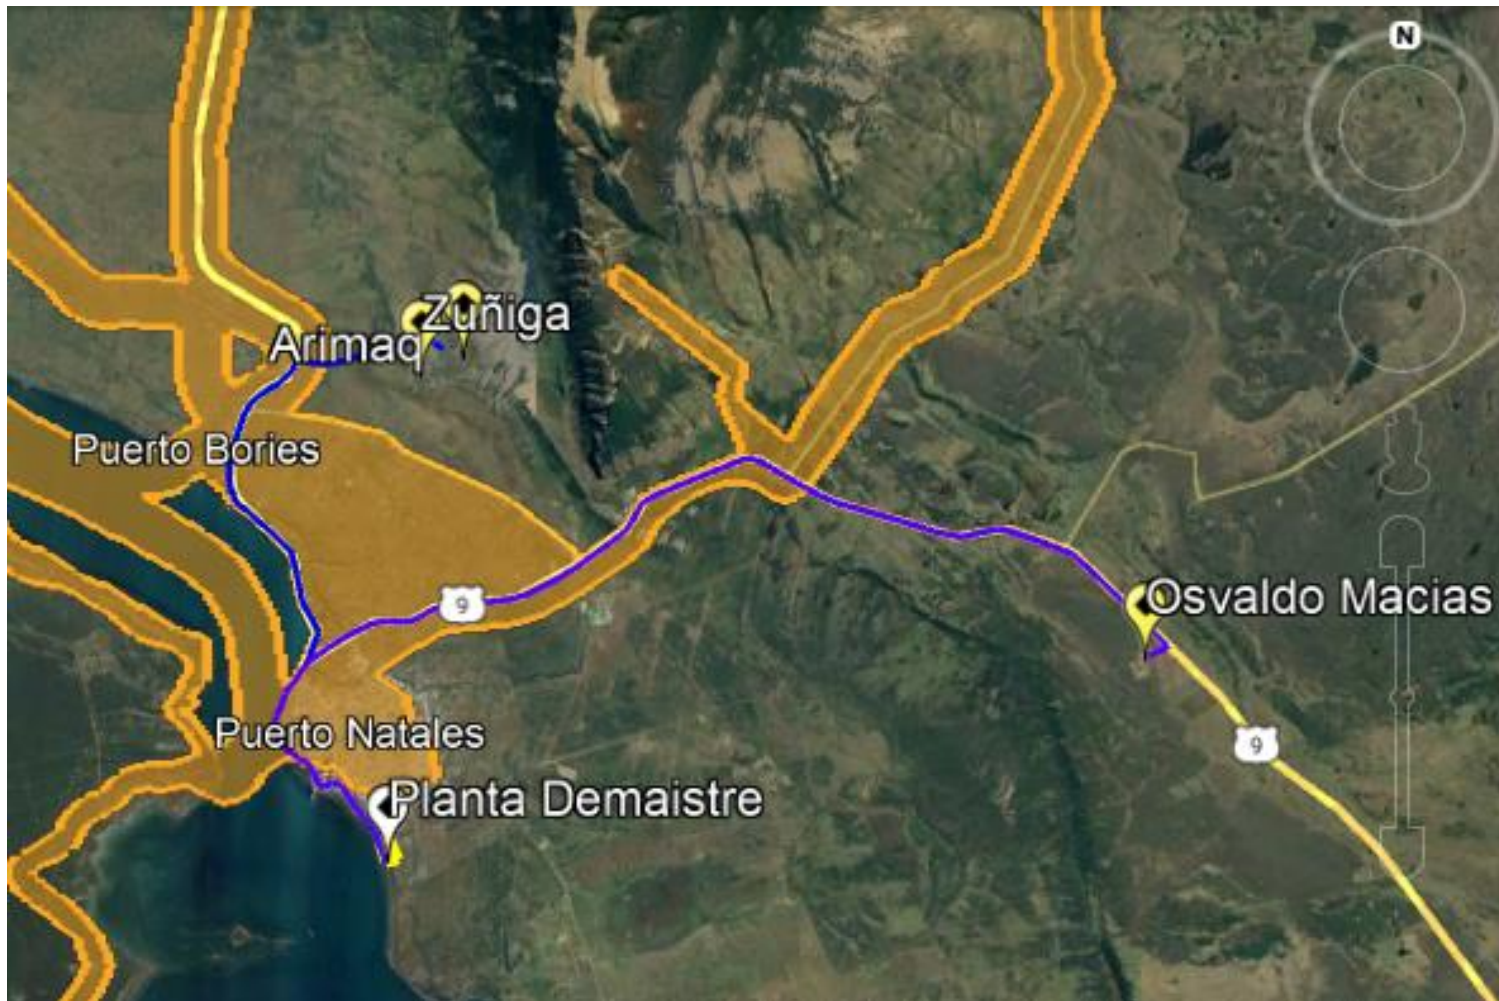 N
Zuñiga
Arimaq
Puerto Bories
Osvaldo Macias
9
Puerto Natales
9
Planta Demaistre